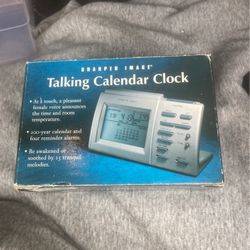 SHARPER IMAGE
Talking Calendar Clock
• At a touch, a pleasant
female voice announces
the time and room
temperature.
• 200-year calendar and
four reminder alarms.
• Be awakened or
soothed by 15 tranquil
melodies.